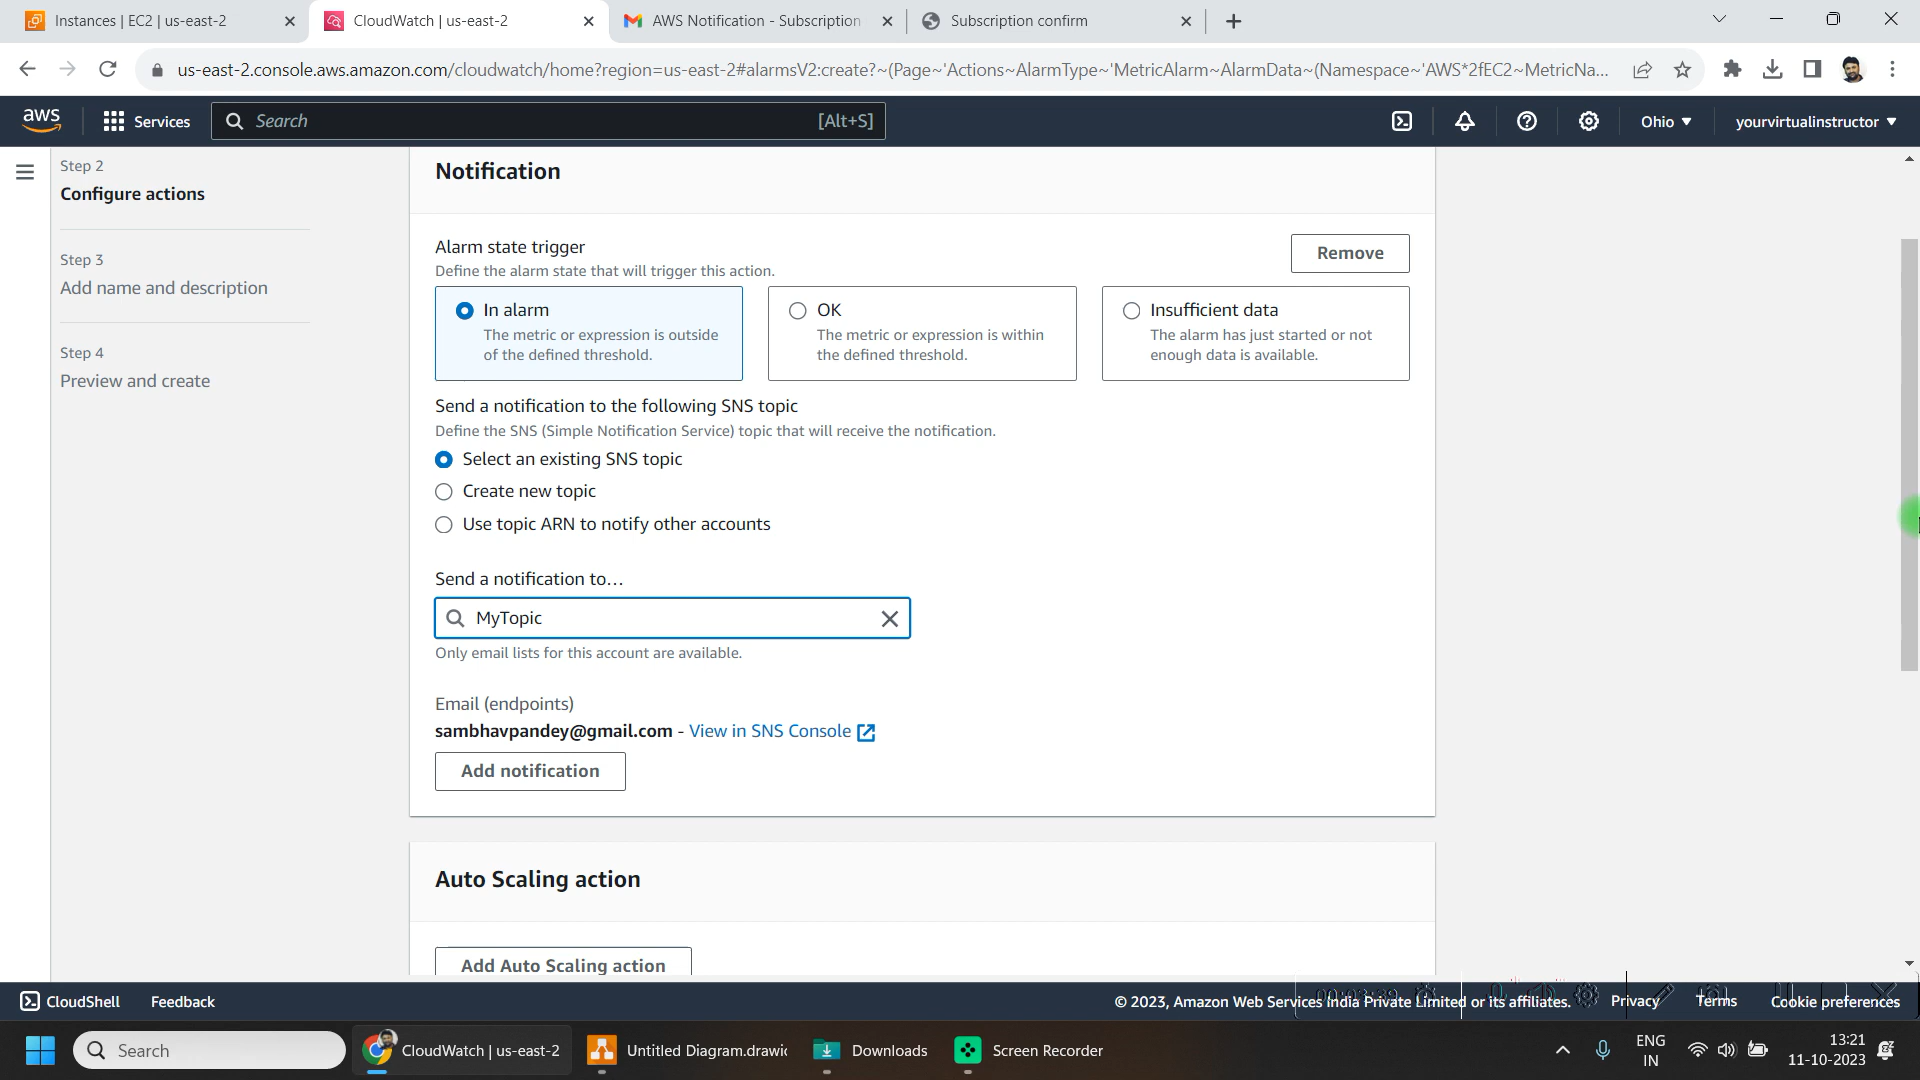 Instances | EC2 | us-east-2
CloudWatch | us-east-2
AWS Notification - Subscription
Subscription confirm
us-east-2.console.aws.amazon.com/cloudwatch/home?region=us-east-2#alarmsV2:create?~(Page~'Actions~AlarmType~'MetricAlarm~AlarmData~(Namespace~'AWS*2fEC2~MetricNa...
aws
Services
Search
[Alt+S]
Ohio
yourvirtualinstructor
Step 2
Configure actions
Step 3
Add name and description
Step 4
Preview and create
Notification
Alarm state trigger
Define the alarm state that will trigger this action.
Remove
In alarm
The metric or expression is outside
of the defined threshold.
OK
The metric or expression is within
the defined threshold.
Insufficient data
The alarm has just started or not
enough data is available.
Send a notification to the following SNS topic
Define the SNS (Simple Notification Service) topic that will receive the notification.
Select an existing SNS topic
Create new topic
Use topic ARN to notify other accounts
Send a notification to...
MyTopic
Only email lists for this account are available.
Email (endpoints)
sambhavpandey@gmail.com - View in SNS Console
Add notification
Auto Scaling action
Add Auto Scaling action
CloudShell
Feedback
© 2023, Amazon Web Services India Private Limited or its affiliates.
Privacy
Terms
Cookie preferences
Search
CloudWatch | us-east-2
Untitled Diagram.drawio
Downloads
Screen Recorder
ENG
IN
13:21
11-10-2023